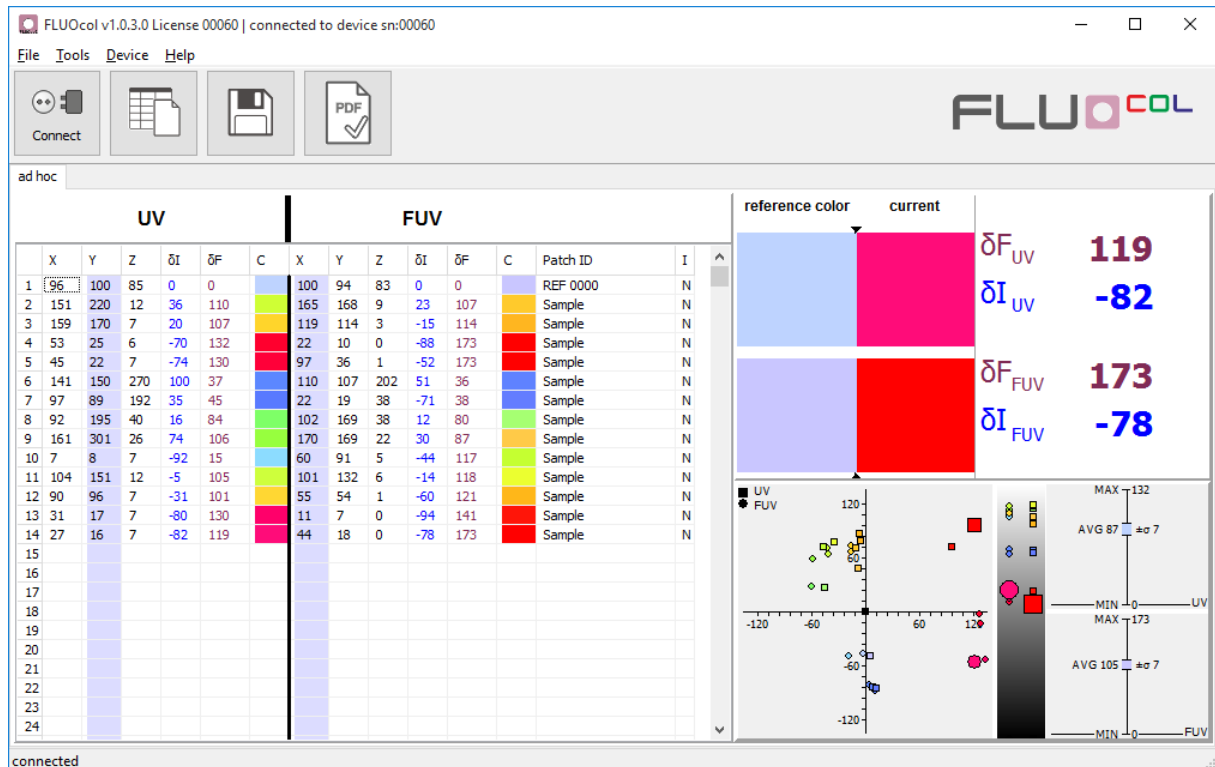 FLUOcol v1.0.3.0 License 00060 | connected to device sn:00060
File Tools Device Help
Connect
PDF
FLUO COL
ad hoc
UV FUV
X Y Z δI δF C X Y Z δI δF C Patch ID I
1 96 100 85 0 0 100 94 83 0 0 REF 0000 N
2 151 220 12 36 110 165 168 9 23 107 Sample N
3 159 170 7 20 107 119 114 3 -15 114 Sample N
4 53 25 6 -70 132 22 10 0 -88 173 Sample N
5 45 22 7 -74 130 97 36 1 -52 173 Sample N
6 141 150 270 100 37 110 107 202 51 36 Sample N
7 97 89 192 35 45 22 19 38 -71 38 Sample N
8 92 195 40 16 84 102 169 38 12 80 Sample N
9 161 301 26 74 106 170 169 22 30 87 Sample N
10 7 8 7 -92 15 60 91 5 -44 117 Sample N
11 104 151 12 -5 105 101 132 6 -14 118 Sample N
12 90 96 7 -31 101 55 54 1 -60 121 Sample N
13 31 17 7 -80 130 11 7 0 -94 141 Sample N
14 27 16 7 -82 119 44 18 0 -78 173 Sample N
15
16
17
18
19
20
21
22
23
24
reference color current
δF UV 119
δI UV -82
δF FUV 173
δI FUV -78
UV
FUV
120
60
-120 -60 60 120
-60
-120
MAX 132
AVG 87 ±σ 7
MIN 0 UV
MAX 173
AVG 105 ±σ 7
MIN 0 FUV
connected